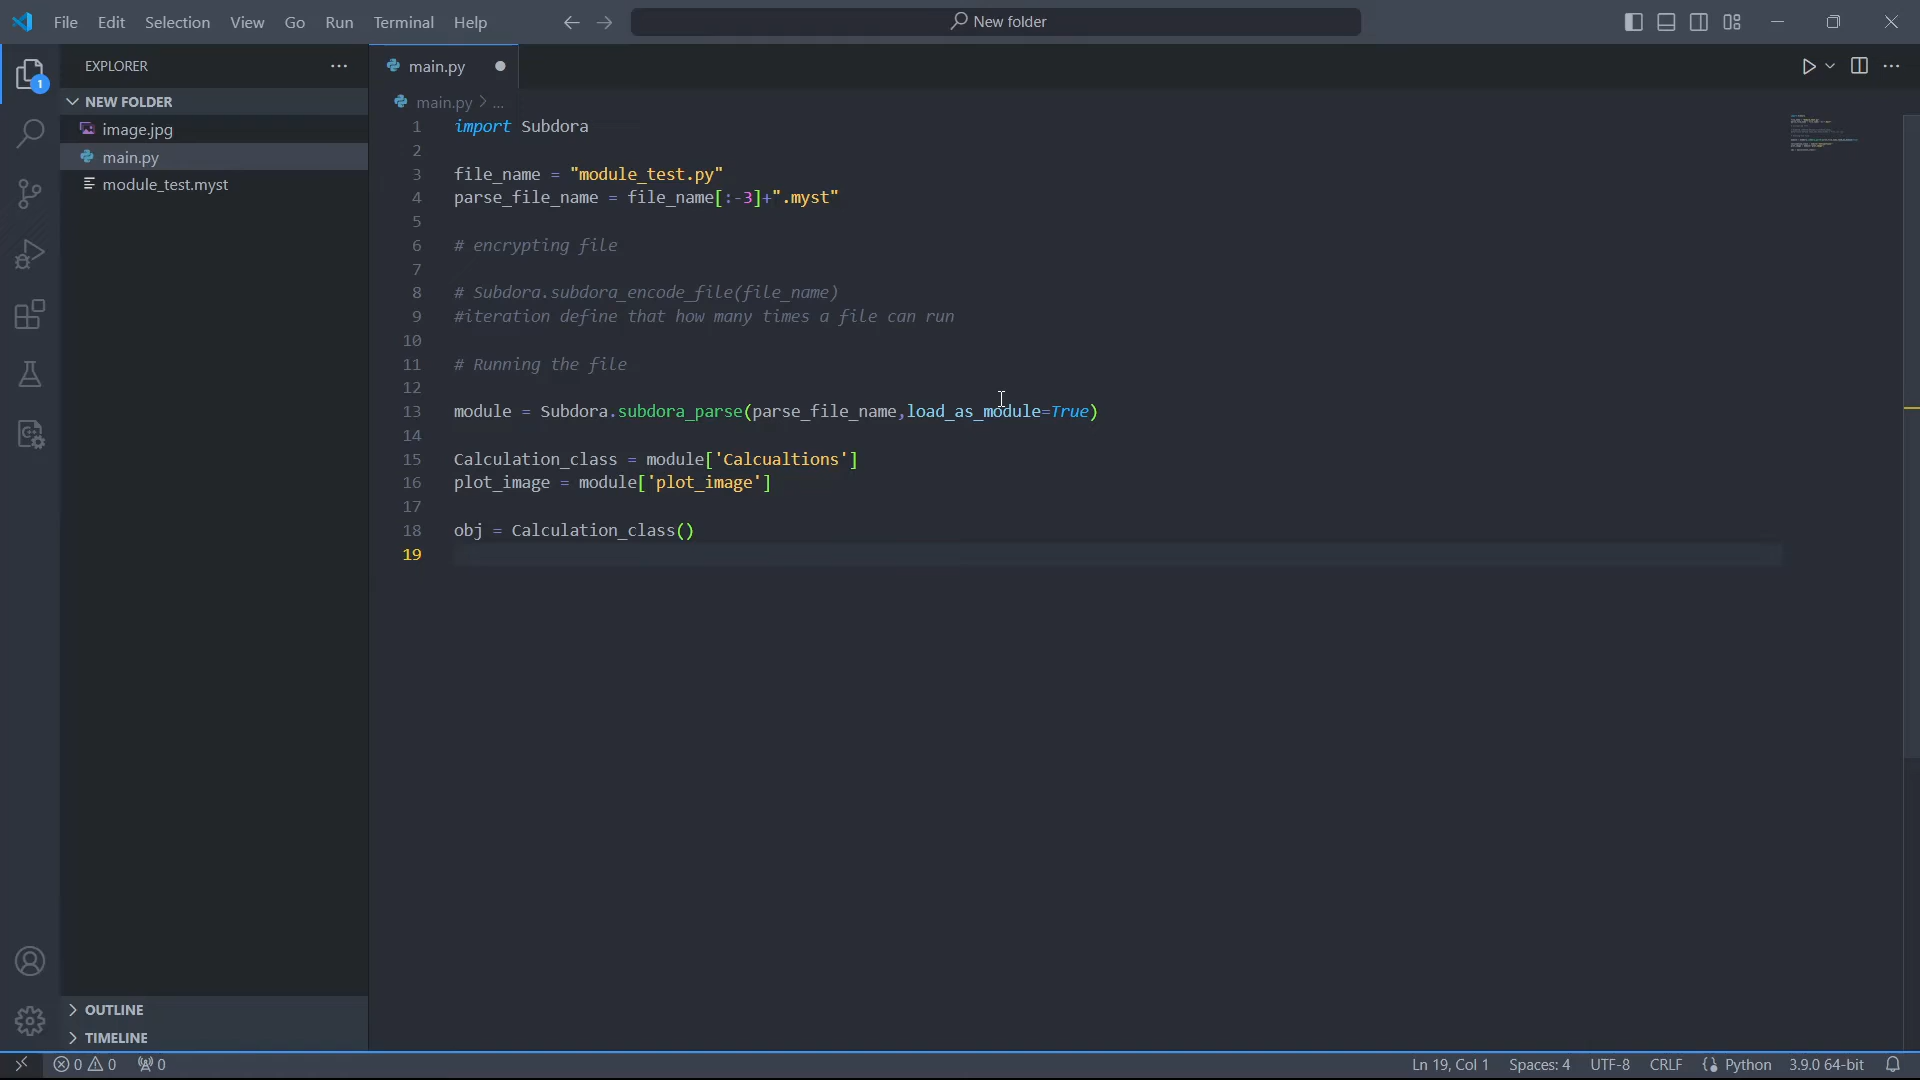 File Edit Selection View Go Run Terminal Help New folder
EXPLORER
NEW FOLDER
image.jpg
main.py
module_test.myst
OUTLINE
TIMELINE
main.py
main.py > ...
1 import Subdora
2
3 file_name = "module_test.py"
4 parse_file_name = file_name[:-3]+".myst"
5
6 # encrypting file
7
8 # Subdora.subdora_encode_file(file_name)
9 #iteration define that how many times a file can run
10
11 # Running the file
12
13 module = Subdora.subdora_parse(parse_file_name,load_as_module=True)
14
15 Calculation_class = module['Calcualtions']
16 plot_image = module['plot_image']
17
18 obj = Calculation_class()
19
1
0 0 0 Ln 19, Col 1 Spaces: 4 UTF-8 CRLF Python 3.9.0 64-bit